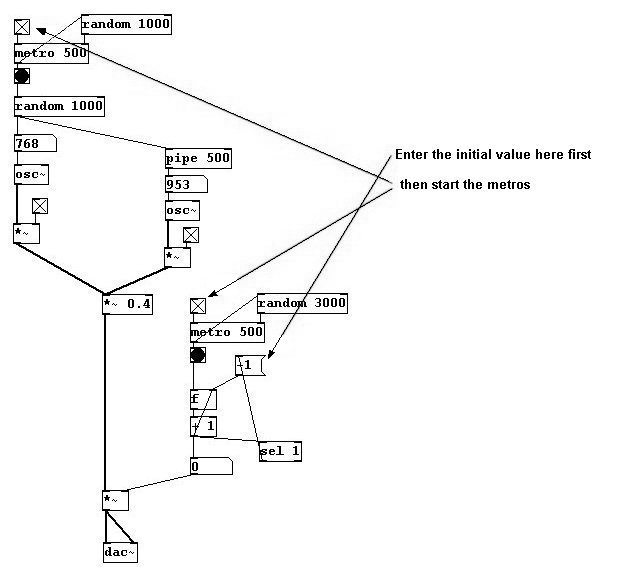 random 1000
metro 500
random 1000
768
pipe 500
Enter the initial value here first
953
osc~
then start the metros
osc~
*~
*~
*~ 0.4
random 3000
metro 500
-1
f
+ 1
sel 1
0
*~
dac~